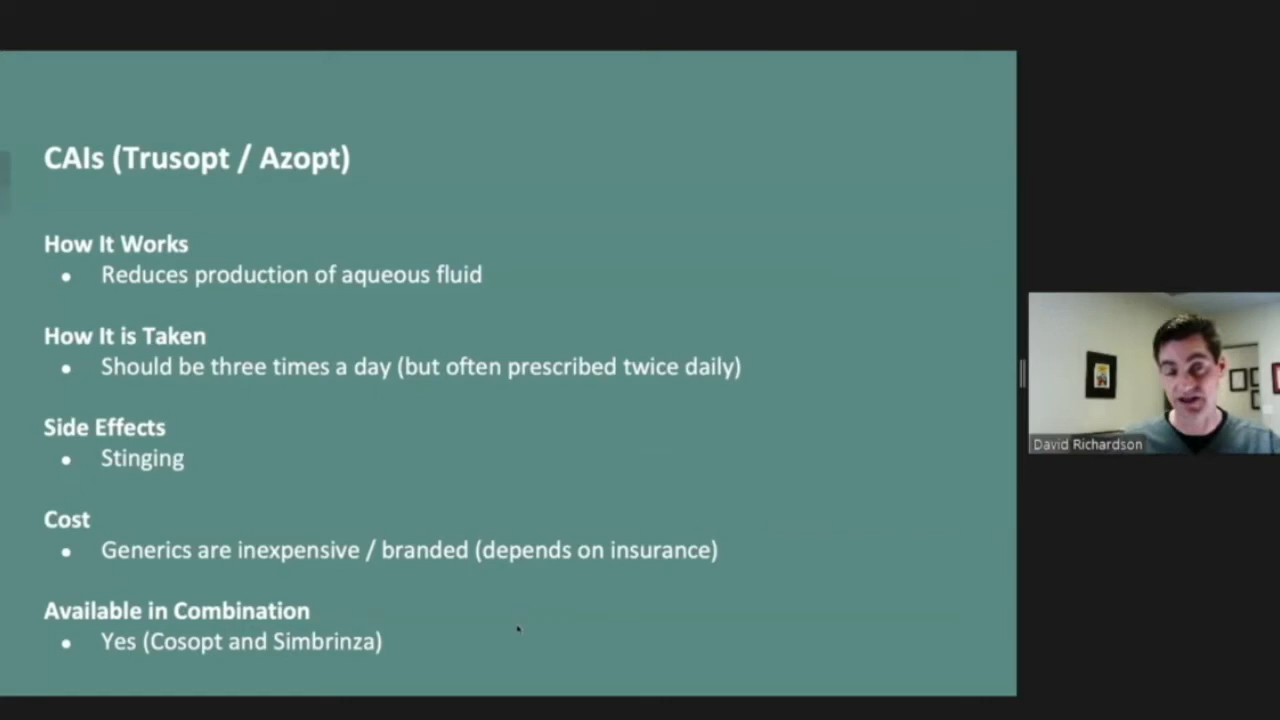 CAIs (Trusopt / Azopt)
How It Works
● Reduces production of aqueous fluid
How It is Taken
● Should be three times a day (but often prescribed twice daily)
Side Effects
● Stinging
Cost
● Generics are inexpensive / branded (depends on insurance)
Available in Combination
● Yes (Cosopt and Simbrinza)
David Richardson